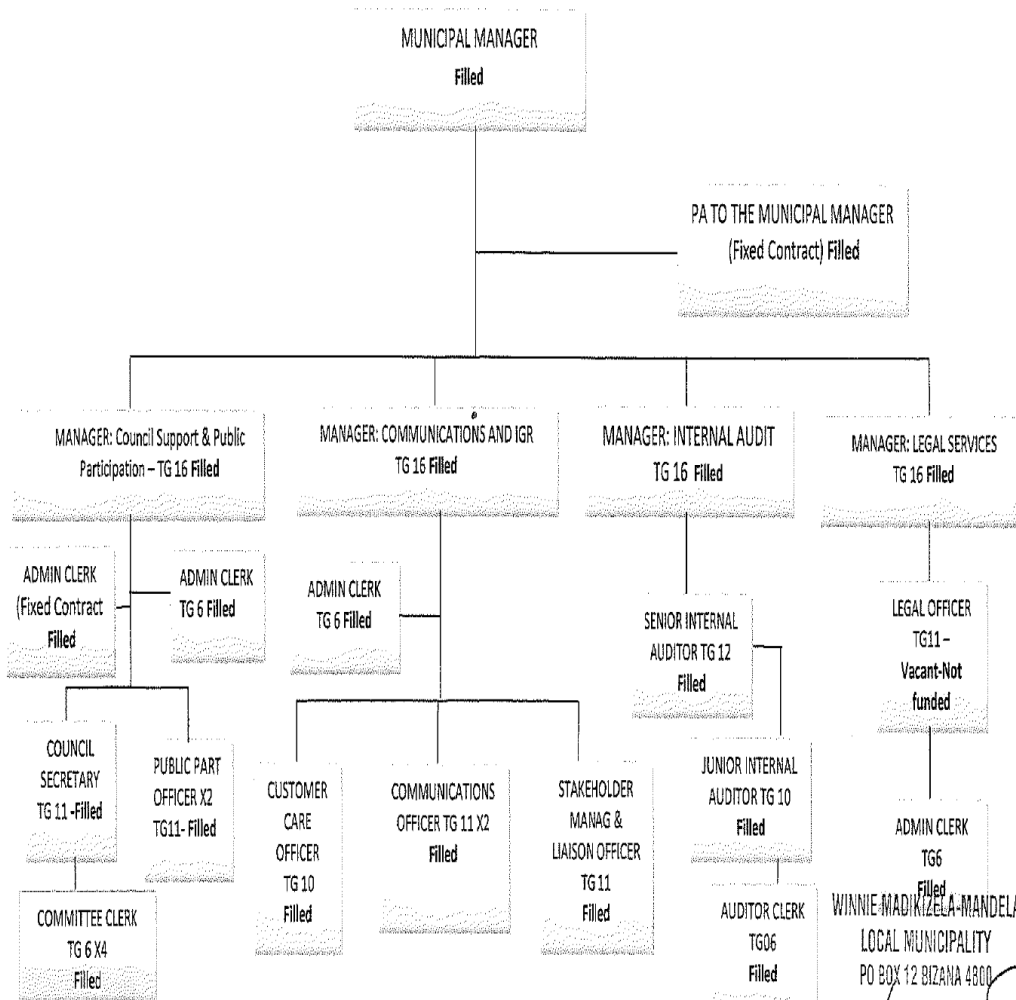 MUNICIPAL MANAGER
Filled
PA TO THE MUNICIPAL MANAGER
(Fixed Contract) Filled
MANAGER: Council Support & Public
Participation – TG 16 Filled
MANAGER: COMMUNICATIONS AND IGR
TG 16 Filled
MANAGER: INTERNAL AUDIT
TG 16 Filled
MANAGER: LEGAL SERVICES
TG 16 Filled
ADMIN CLERK
(Fixed Contract
Filled
ADMIN CLERK
TG 6 Filled
ADMIN CLERK
TG 6 Filled
SENIOR INTERNAL
AUDITOR TG 12
Filled
LEGAL OFFICER
TG11 –
Vacant-Not
funded
COUNCIL
SECRETARY
TG 11 -Filled
PUBLIC PART
OFFICER X2
TG11- Filled
CUSTOMER
CARE
OFFICER
TG 10
Filled
COMMUNICATIONS
OFFICER TG 11 X2
Filled
STAKEHOLDER
MANAG &
LIAISON OFFICER
TG 11
Filled
JUNIOR INTERNAL
AUDITOR TG 10
Filled
ADMIN CLERK
TG6
Filled
COMMITTEE CLERK
TG 6 X4
Filled
AUDITOR CLERK
TG06
Filled
WINNIE MADIKIZELA-MANDELA
LOCAL MUNICIPALITY
PO BOX 12 BIZANA 4800